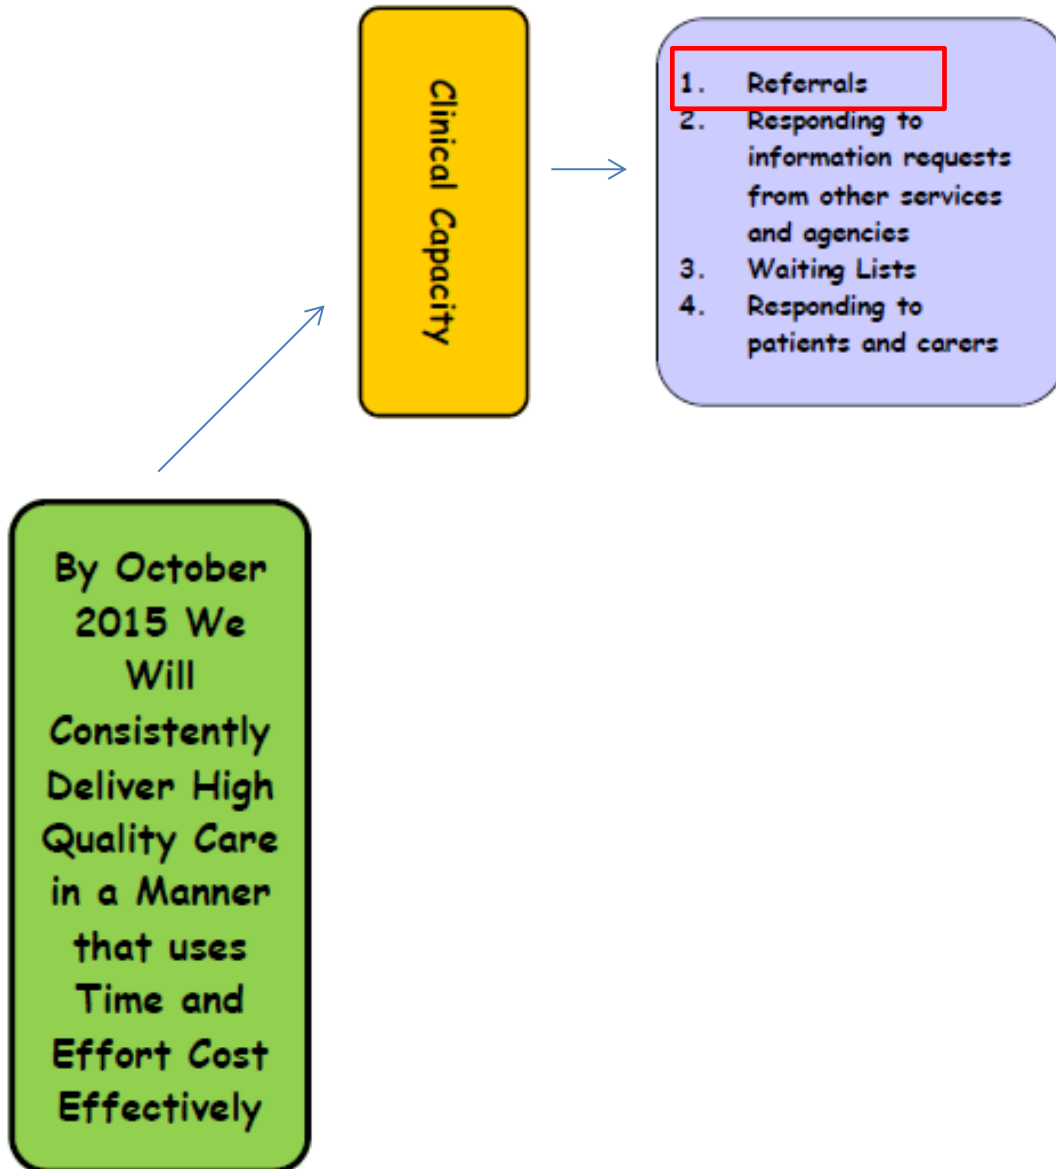 Clinical Capacity
1. Referrals
2. Responding to
information requests
from other services
and agencies
3. Waiting Lists
4. Responding to
patients and carers
By October
2015 We
Will
Consistently
Deliver High
Quality Care
in a Manner
that uses
Time and
Effort Cost
Effectively